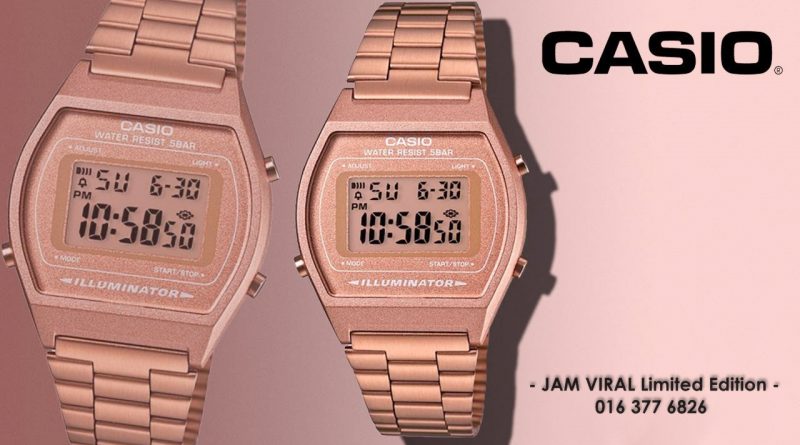 CASIO
WATER RESIST 5BAR
ADJUST LIGHT
SU 6-30
PM
10:58 50
MODE START/STOP
ILLUMINATOR
CASIO
WATER RESIST 5BAR
ADJUST LIGHT
SU 6-30
PM
10:58 50
MODE START/STOP
ILLUMINATOR
CASIO®
- JAM VIRAL Limited Edition -
016 377 6826